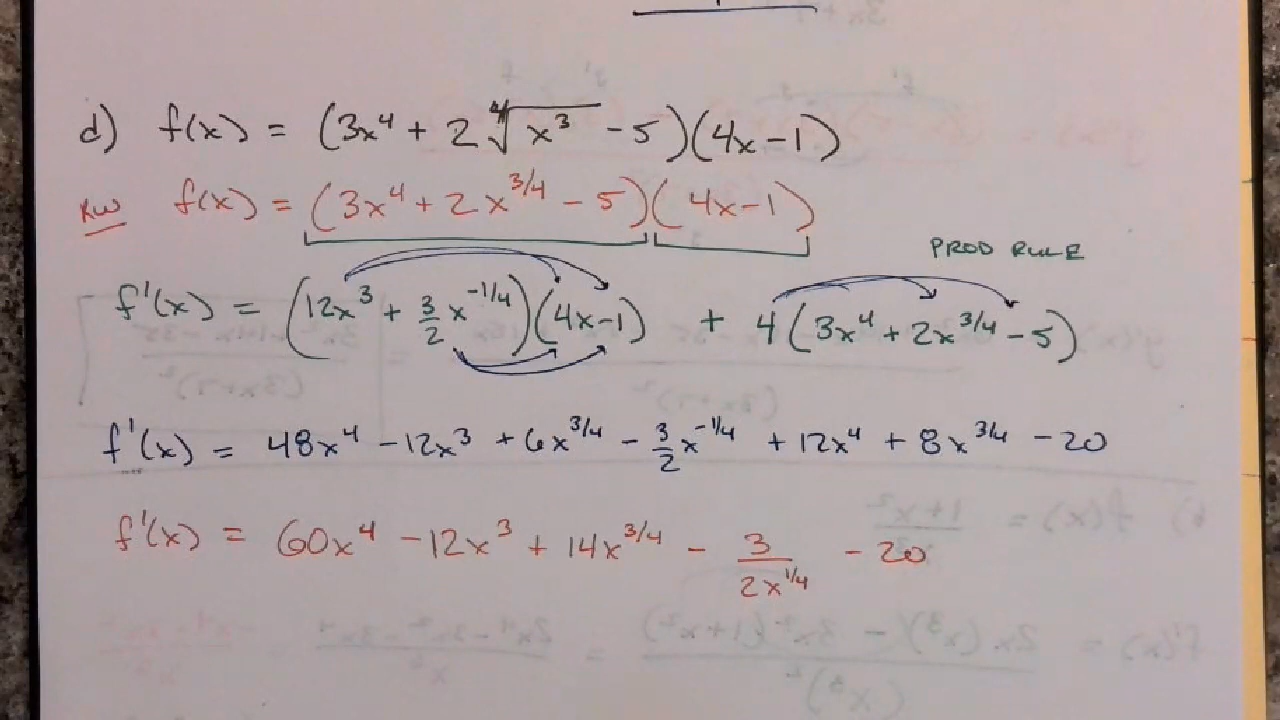 d) f(x) = (3x⁴ + 2∜x³ - 5)(4x - 1)
RW f(x) = (3x⁴ + 2x^{3/4} - 5)(4x - 1)
PROD RULE
f'(x) = (12x³ + 3/2 x^{-1/4})(4x - 1) + 4(3x⁴ + 2x^{3/4} - 5)
f'(x) = 48x⁴ - 12x³ + 6x^{3/4} - 3/2 x^{-1/4} + 12x⁴ + 8x^{3/4} - 20
f'(x) = 60x⁴ - 12x³ + 14x^{3/4} - 3/(2x^{1/4}) - 20